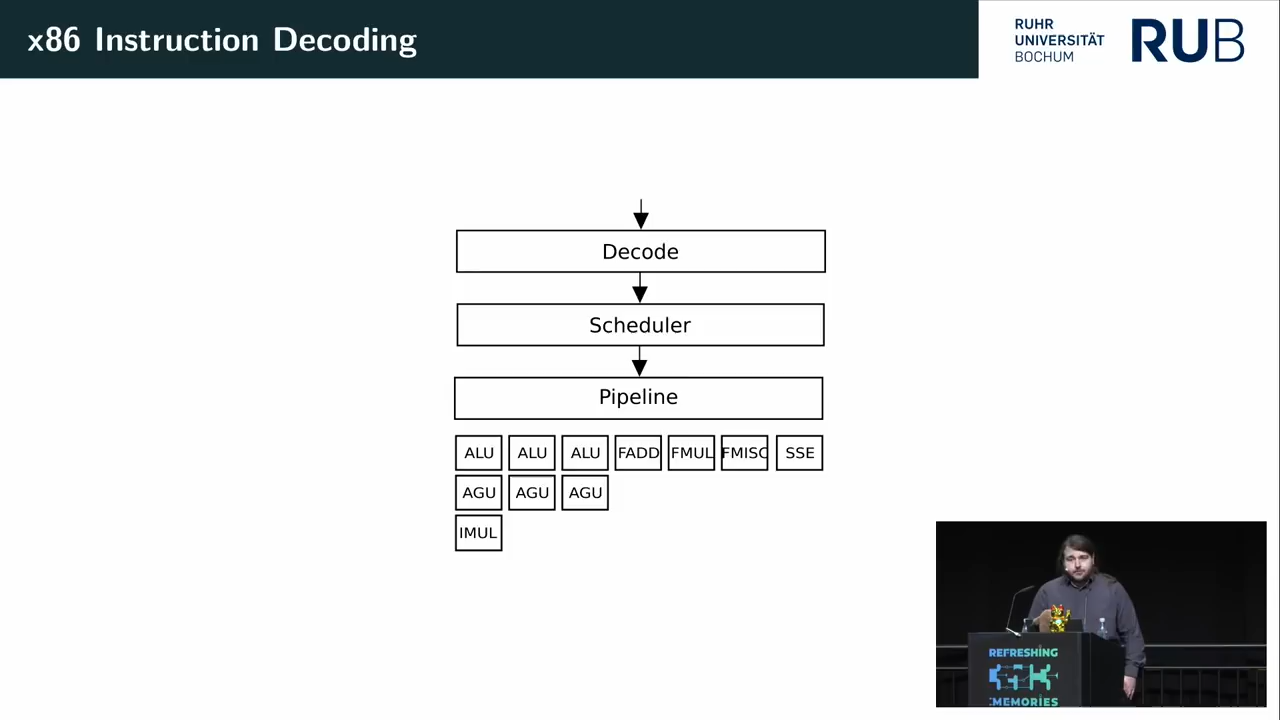 x86 Instruction Decoding
RUHR
UNIVERSITÄT
BOCHUM
RUB
Decode
Scheduler
Pipeline
ALU ALU ALU FADD FMUL FMISC SSE
AGU AGU AGU
IMUL
REFRESHING
MEMORIES